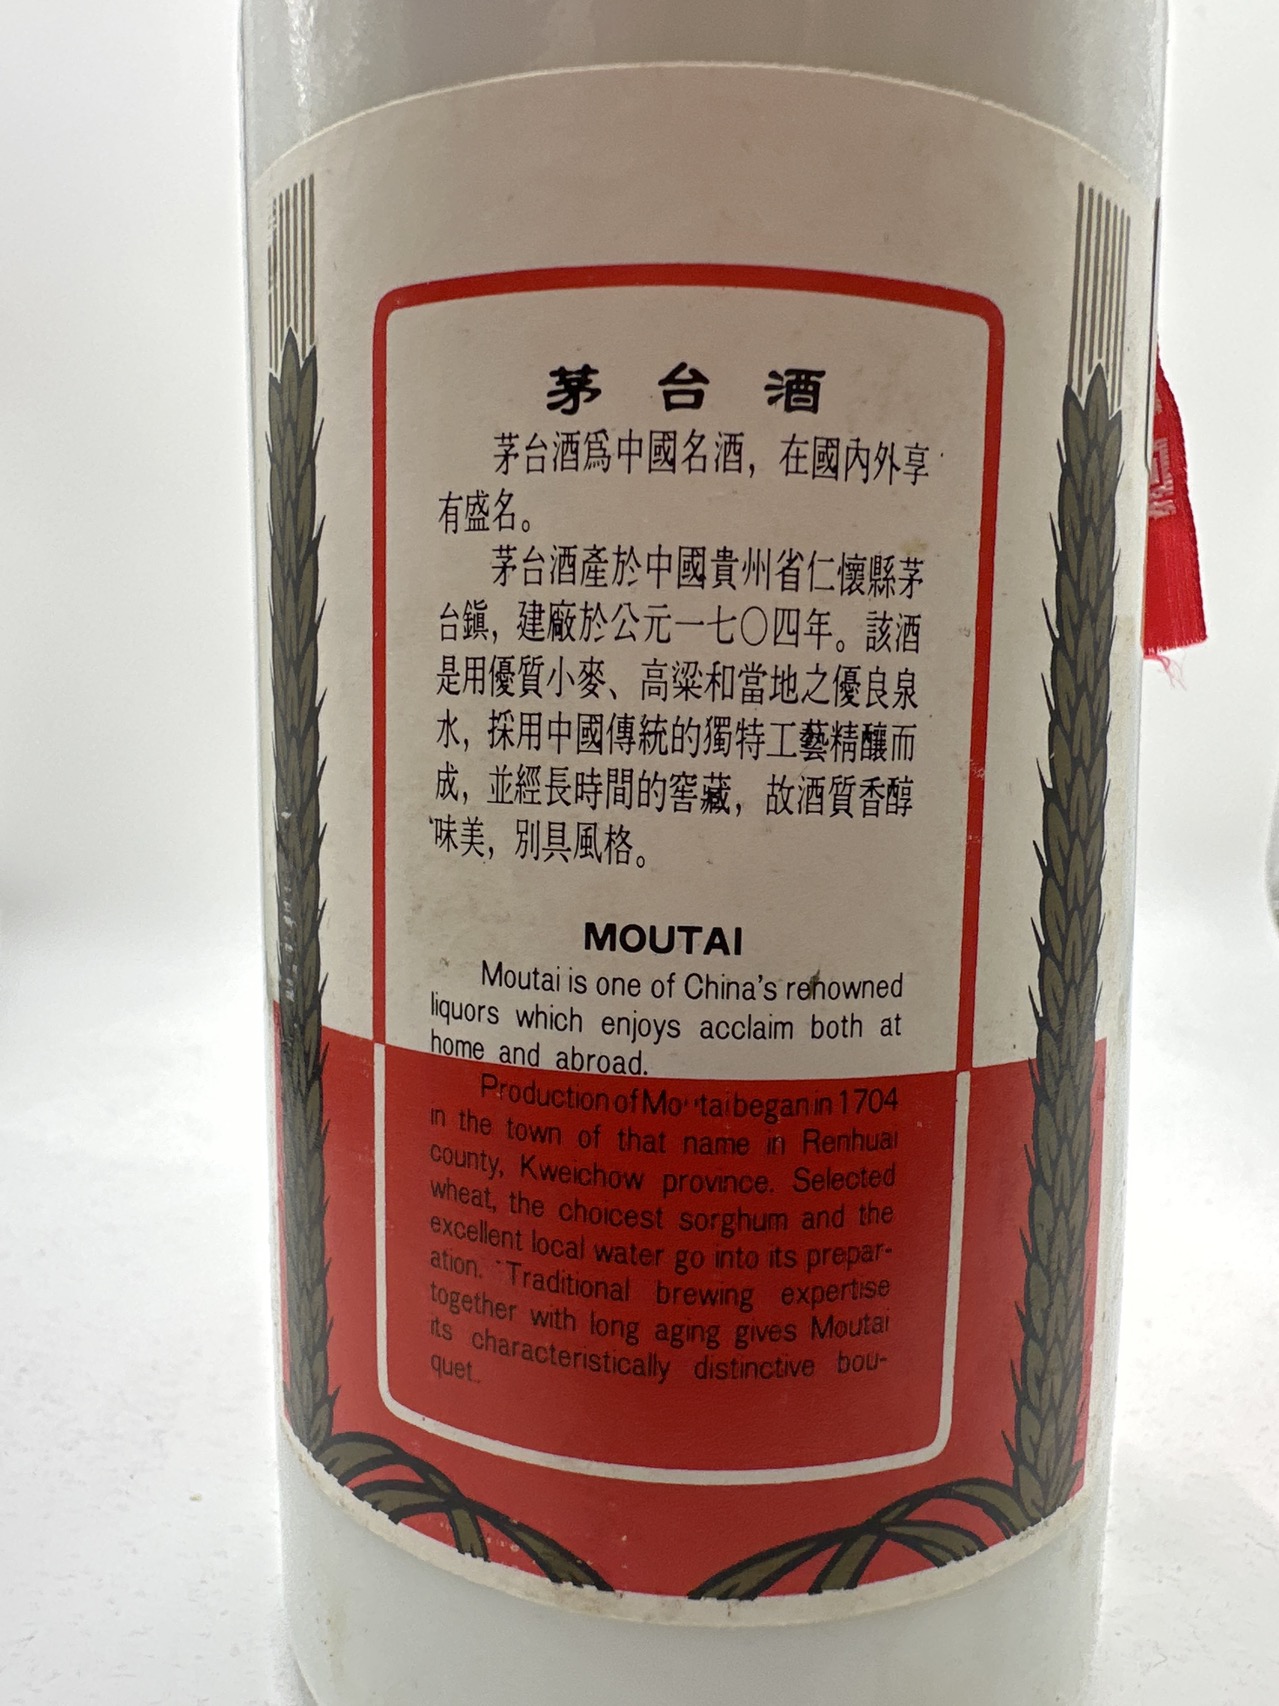 茅台酒
茅台酒爲中國名酒，在國內外享
有盛名。
茅台酒產於中國貴州省仁懷縣茅
台鎭，建廠於公元一七〇四年。該酒
是用優質小麥、高粱和當地之優良泉
水，採用中國傳統的獨特工藝精釀而
成，並經長時間的窖藏，故酒質香醇
味美，別具風格。
MOUTAI
Moutai is one of China's renowned
liquors which enjoys acclaim both at
home and abroad.
Production of Moutai began in 1704
in the town of that name in Renhuai
county, Kweichow province. Selected
wheat, the choicest sorghum and the
excellent local water go into its prepar-
ation. Traditional brewing expertise
together with long aging gives Moutai
its characteristically distinctive bou-
quet.